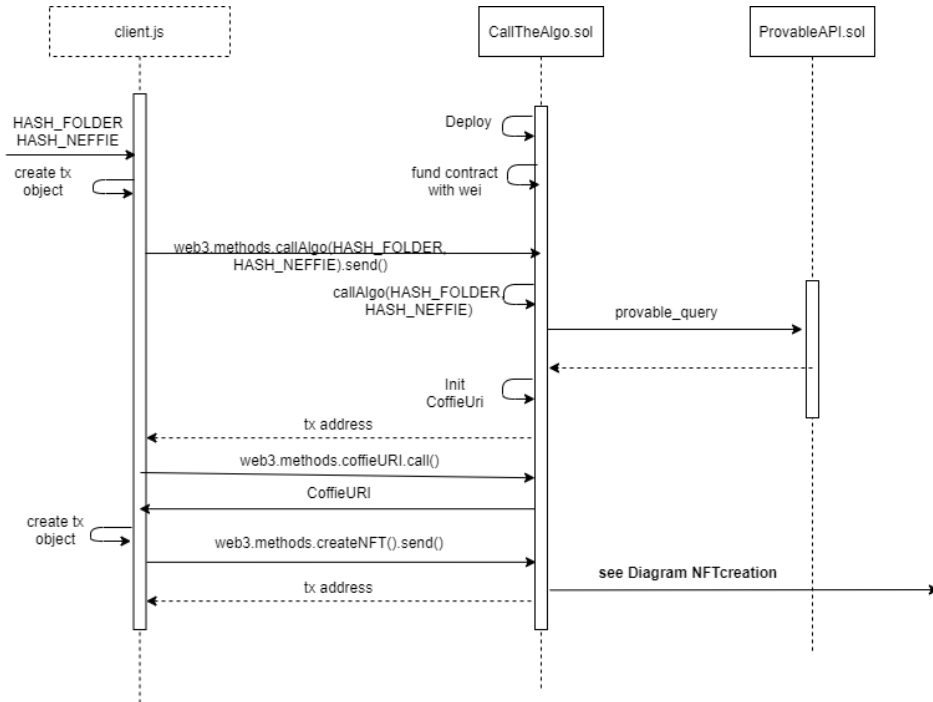 client.js
CallTheAlgo.sol
ProvableAPI.sol
HASH_FOLDER
HASH_NEFFIE
Deploy
create tx
object
fund contract
with wei
web3.methods.callAlgo(HASH_FOLDER,
HASH_NEFFIE).send()
callAlgo(HASH_FOLDER,
HASH_NEFFIE)
provable_query
Init
CoffieUri
tx address
web3.methods.coffieURI.call()
CoffieURI
create tx
object
web3.methods.createNFT().send()
see Diagram NFTcreation
tx address